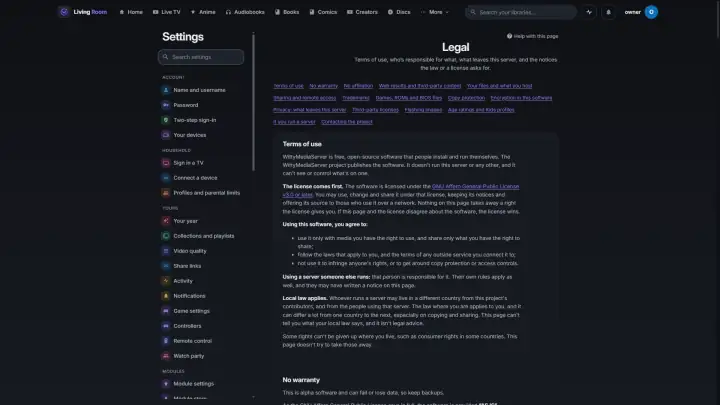 Living Room
Home
Live TV
Anime
Audiobooks
Books
Comics
Creators
Discs
More
Search your libraries...
owner
O
Settings
Search settings
ACCOUNT
Name and username
Password
Two-step sign-in
Your devices
HOUSEHOLD
Sign in a TV
Connect a device
Profiles and parental limits
YOURS
Your year
Collections and playlists
Video quality
Share links
Activity
Notifications
Game settings
Controllers
Remote control
Watch party
MODULES
Module settings
Help with this page
Legal
Terms of use, who's responsible for what, what leaves this server, and the notices
the law or a license asks for.
Terms of use No warranty No affiliation Web results and third-party content Your files and what you host
Sharing and remote access Trademarks Games, ROMs and BIOS files Copy protection Encryption in this software
Privacy: what leaves this server Third-party licenses Flashing images Age ratings and Kids profiles
If you run a server Contacting the project
Terms of use
WittyMediaServer is free, open-source software that people install and run themselves. The
WittyMediaServer project publishes the software. It doesn't run this server or any other, and it
can't see or control what's on one.
The license comes first. The software is licensed under the GNU Affero General Public License
v3.0 or later. You may use, change and share it under that license, keeping its notices and
offering its source to those who use it over a network. Nothing on this page takes away a right
the license gives you. If this page and the license disagree about the software, the license wins.
Using this software, you agree to:
use it only with media you have the right to use, and share only what you have the right to
share;
follow the laws that apply to you, and the terms of any outside service you connect it to;
not use it to infringe anyone's rights, or to get around copy protection or access controls.
Using a server someone else runs: that person is responsible for it. Their own rules apply as
well, and they may have written a notice on this page.
Local law applies. Whoever runs a server may live in a different country from this project's
contributors, and from the people using that server. The law where you are applies to you, and it
can differ a lot from one country to the next, especially on copying and sharing. This page can't
tell you what your local law says, and it isn't legal advice.
Some rights can't be given up where you live, such as consumer rights in some countries. This
page doesn't try to take those away.
No warranty
This is alpha software and can fail or lose data, so keep backups.